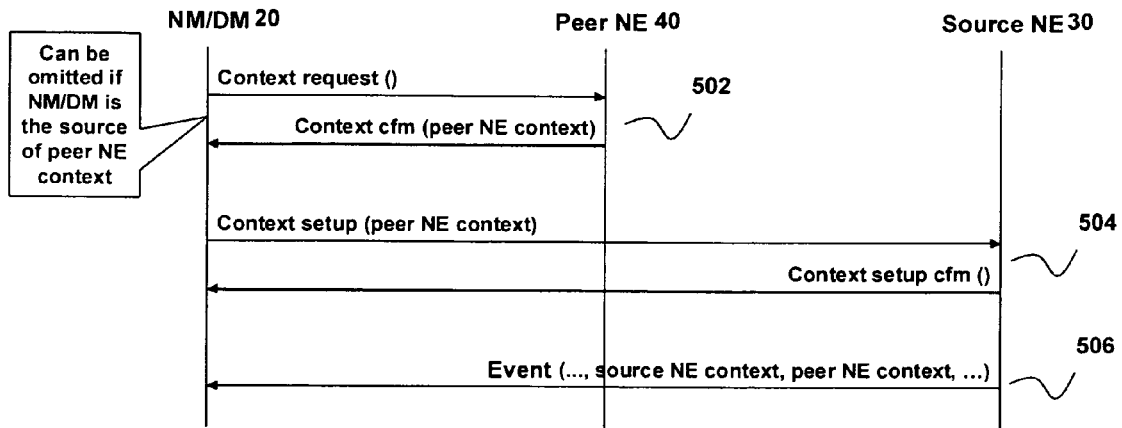 NM/DM 20
Peer NE 40
Source NE 30
Can be
omitted if
NM/DM is
the source
of peer NE
context
Context request ()
502
Context cfm (peer NE context)
Context setup (peer NE context)
504
Context setup cfm ()
506
Event (..., source NE context, peer NE context, ...)